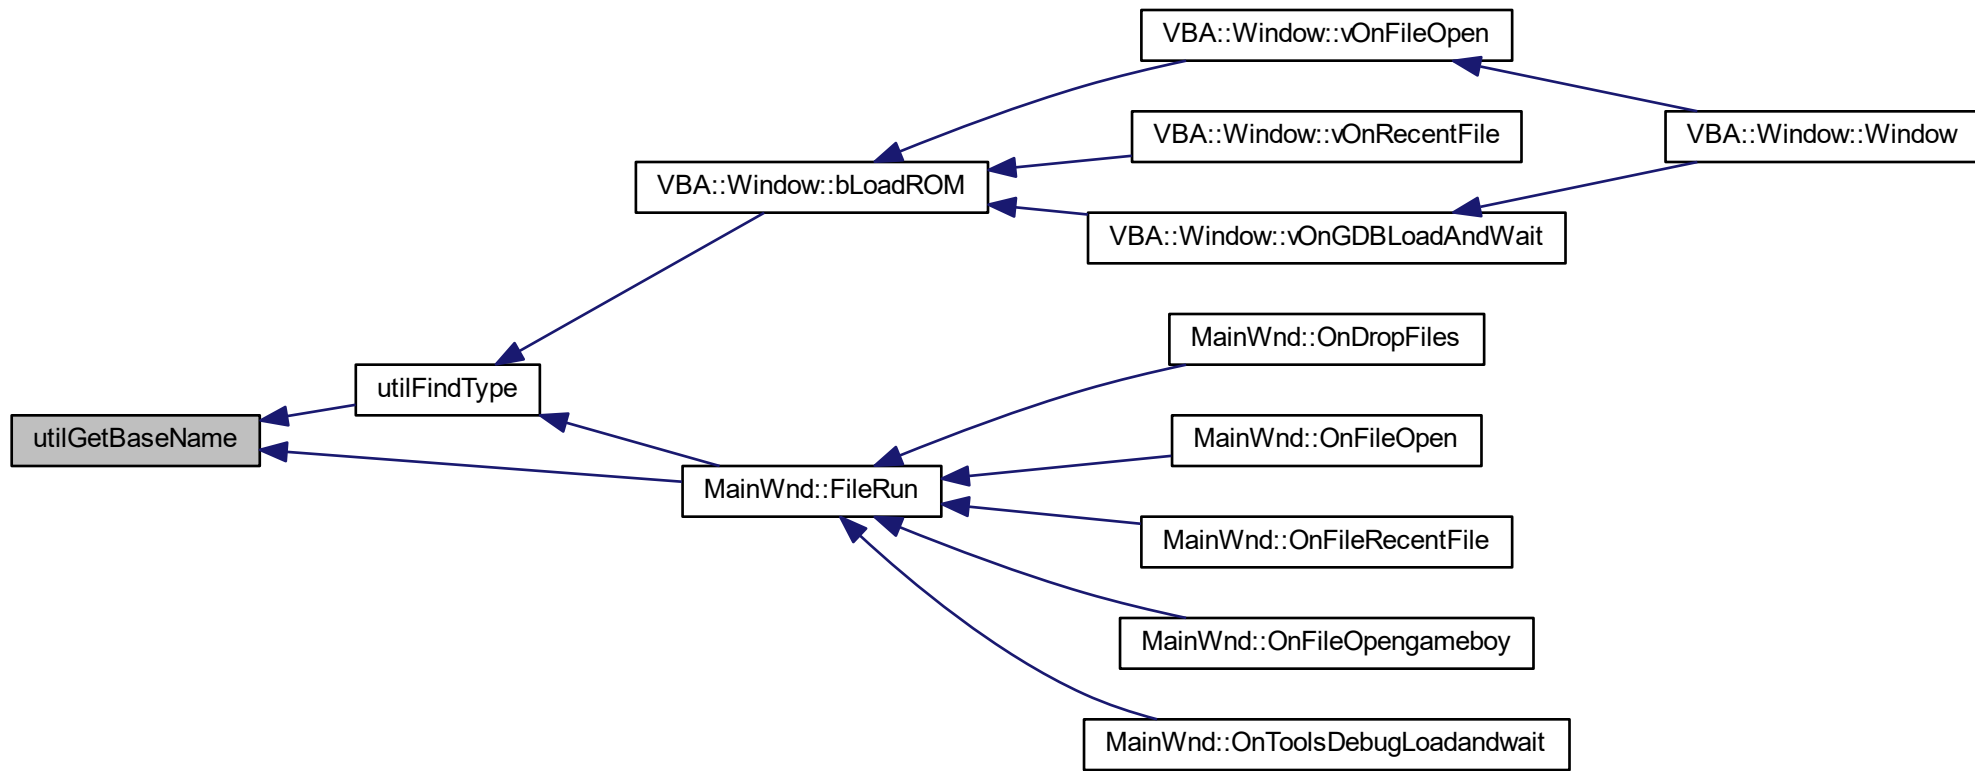 VBA::Window::vOnFileOpen
VBA::Window::vOnRecentFile
VBA::Window::Window
VBA::Window::bLoadROM
VBA::Window::vOnGDBLoadAndWait
MainWnd::OnDropFiles
utilFindType
utilGetBaseName
MainWnd::OnFileOpen
MainWnd::FileRun
MainWnd::OnFileRecentFile
MainWnd::OnFileOpengameboy
MainWnd::OnToolsDebugLoadandwait